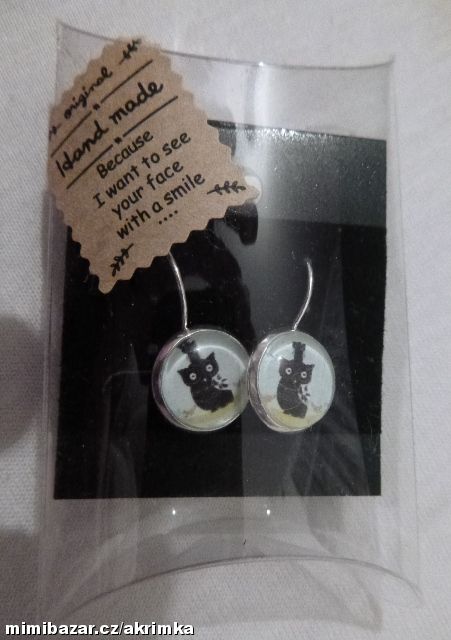 original
Hand made
Because
I want to see
your face
with a smile
....
mimibazar.cz/akrimka